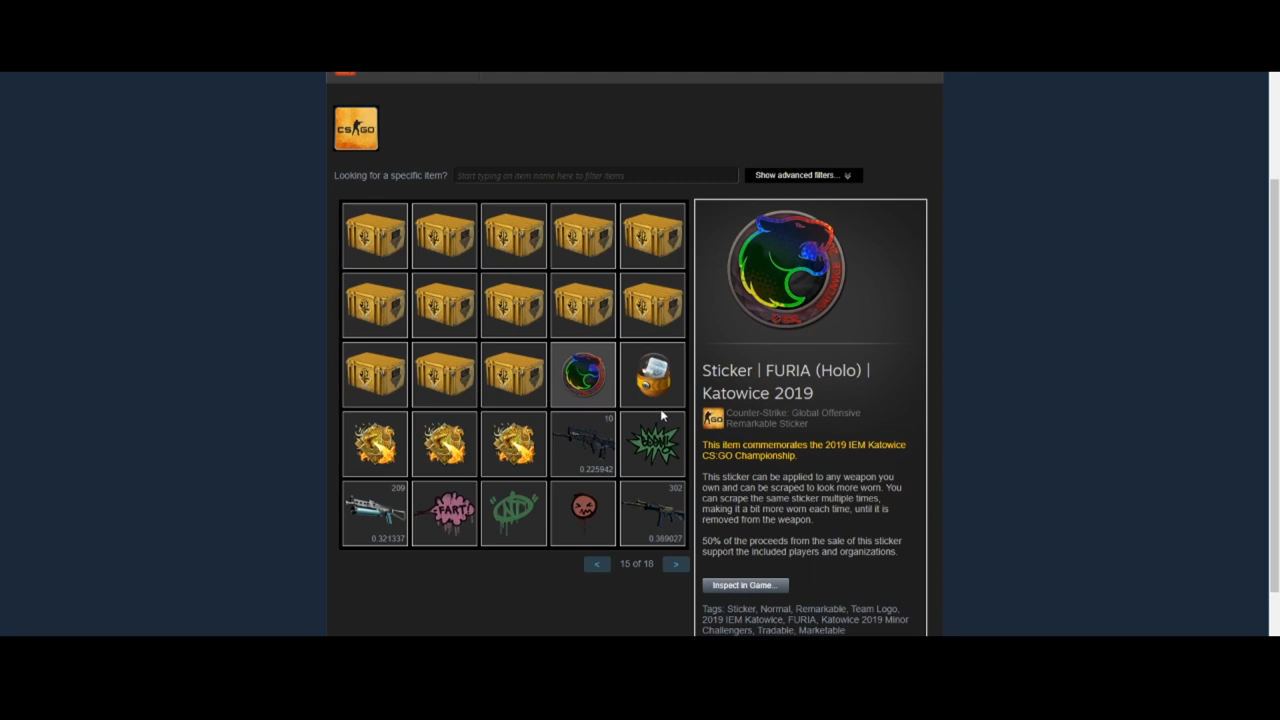 CS GO
Looking for a specific item?
Start typing an item name here to filter items
Show advanced filters...
10
0.225942
BOOM!
209
0.321337
FART!
302
0.369027
< 15 of 18 >
Sticker | FURIA (Holo) |
Katowice 2019
Counter-Strike: Global Offensive
Remarkable Sticker
This item commemorates the 2019 IEM Katowice
CS:GO Championship.
This sticker can be applied to any weapon you
own and can be scraped to look more worn. You
can scrape the same sticker multiple times,
making it a bit more worn each time, until it is
removed from the weapon.
50% of the proceeds from the sale of this sticker
support the included players and organizations.
Inspect in Game...
Tags: Sticker, Normal, Remarkable, Team Logo,
2019 IEM Katowice, FURIA, Katowice 2019 Minor
Challengers, Tradable, Marketable